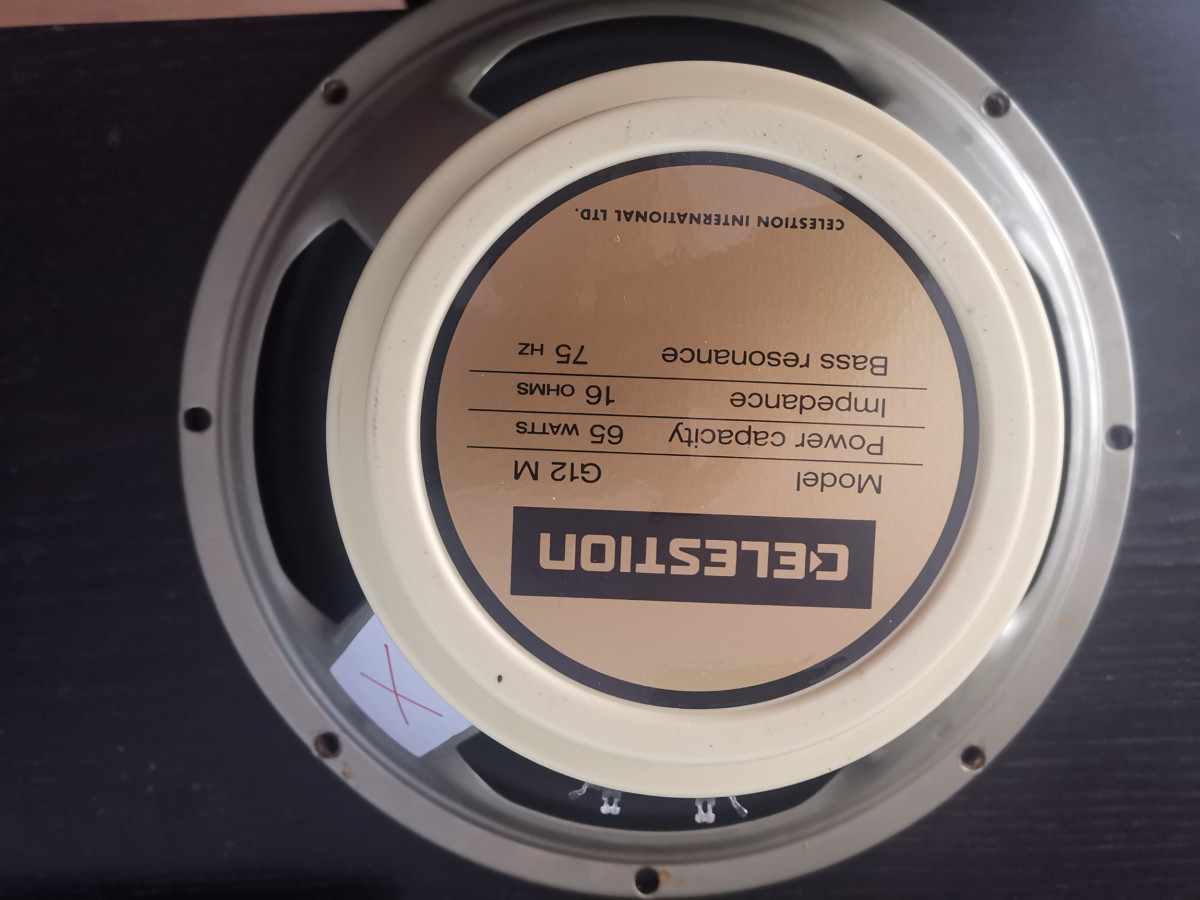 CELESTION
Model G12 M
Power capacity 65 WATTS
Impedance 16 OHMS
Bass resonance 75 HZ
CELESTION INTERNATIONAL LTD.
X